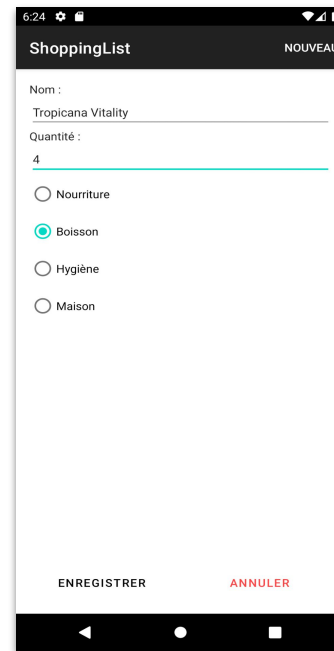 6:24
ShoppingList NOUVEAU
Nom :
Tropicana Vitality
Quantité :
4
Nourriture
Boisson
Hygiène
Maison
ENREGISTRER ANNULER